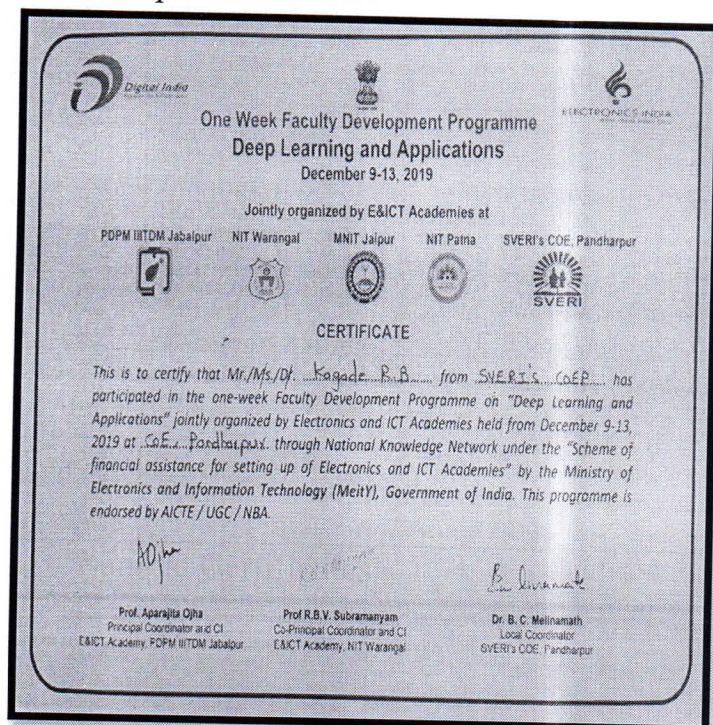 Digital India
ELECTRONICS INDIA
One Week Faculty Development Programme
Deep Learning and Applications
December 9-13, 2019
Jointly organized by E&ICT Academies at
PDPM IIITDM Jabalpur NIT Warangal MNIT Jaipur NIT Patna SVERI's COE, Pandharpur
SVERI
CERTIFICATE
This is to certify that Mr./Ms./Dr. Kagade R.B from SVERI's COEP has
participated in the one-week Faculty Development Programme on "Deep Learning and
Applications" jointly organized by Electronics and ICT Academies held from December 9-13,
2019 at COE, Pandharpur through National Knowledge Network under the "Scheme of
financial assistance for setting up of Electronics and ICT Academies" by the Ministry of
Electronics and Information Technology (MeitY), Government of India. This programme is
endorsed by AICTE / UGC / NBA.
AOjha
Prof. Aparajita Ojha Prof R.B.V. Subramanyam Dr. B. C. Melinamath
Principal Coordinator and CI Co-Principal Coordinator and CI Local Coordinator
E&ICT Academy, PDPM IIITDM Jabalpur E&ICT Academy, NIT Warangal SVERI's COE, Pandharpur